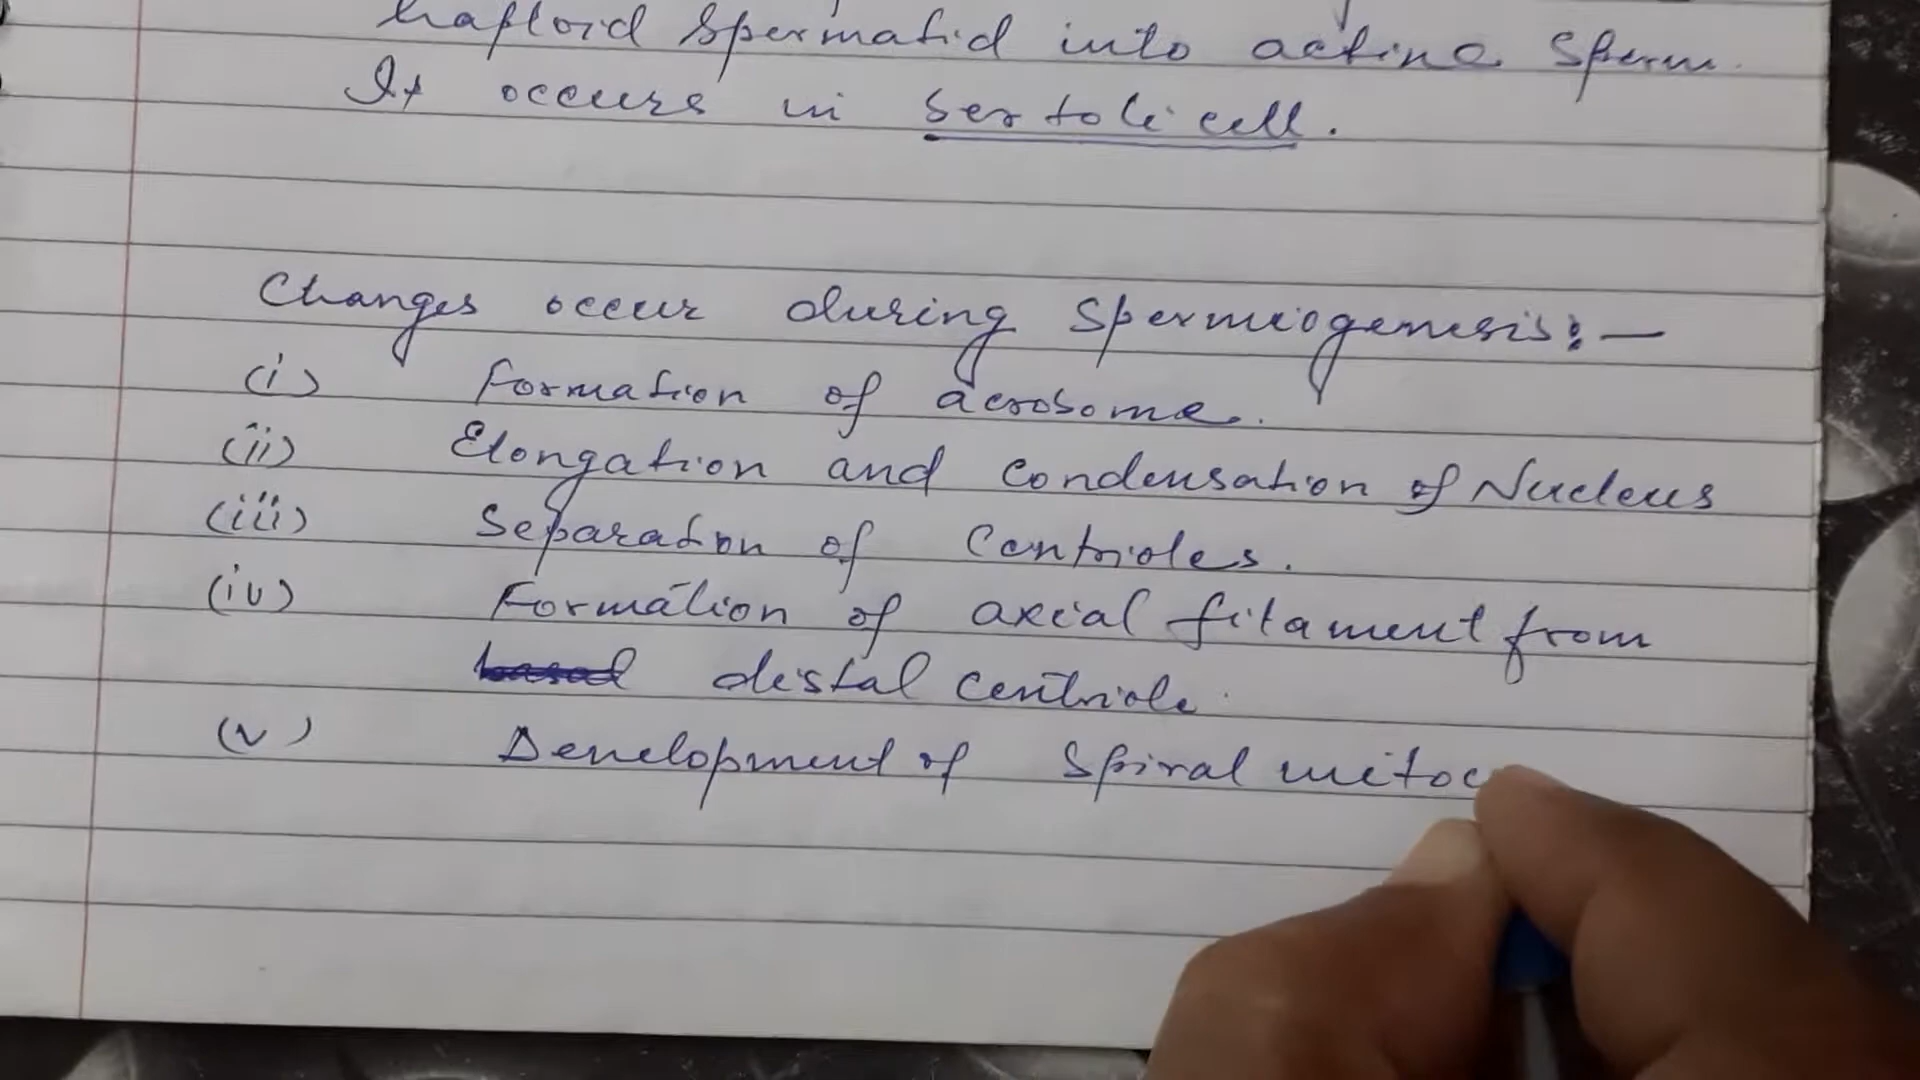 haploid spermatid into active sperm.
It occurs in Sertoli cell.
Changes occur during Spermiogenesis:-
(i) Formation of acrosome.
(ii) Elongation and Condensation of Nucleus
(iii) Separation of Centrioles.
(iv) Formation of axial filament from
basal distal centriole.
(v) Development of Spiral mitoc